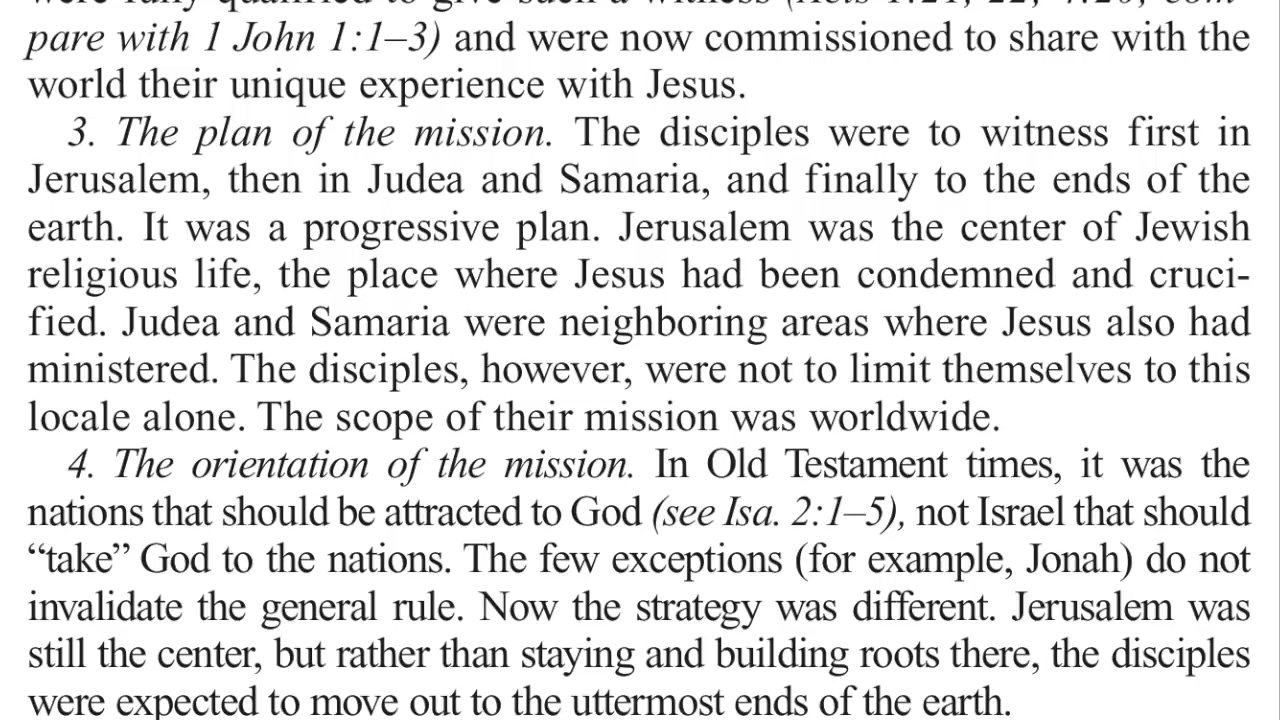 pare with 1 John 1:1–3) and were now commissioned to share with the
world their unique experience with Jesus.
3. The plan of the mission. The disciples were to witness first in
Jerusalem, then in Judea and Samaria, and finally to the ends of the
earth. It was a progressive plan. Jerusalem was the center of Jewish
religious life, the place where Jesus had been condemned and cruci-
fied. Judea and Samaria were neighboring areas where Jesus also had
ministered. The disciples, however, were not to limit themselves to this
locale alone. The scope of their mission was worldwide.
4. The orientation of the mission. In Old Testament times, it was the
nations that should be attracted to God (see Isa. 2:1–5), not Israel that should
“take” God to the nations. The few exceptions (for example, Jonah) do not
invalidate the general rule. Now the strategy was different. Jerusalem was
still the center, but rather than staying and building roots there, the disciples
were expected to move out to the uttermost ends of the earth.